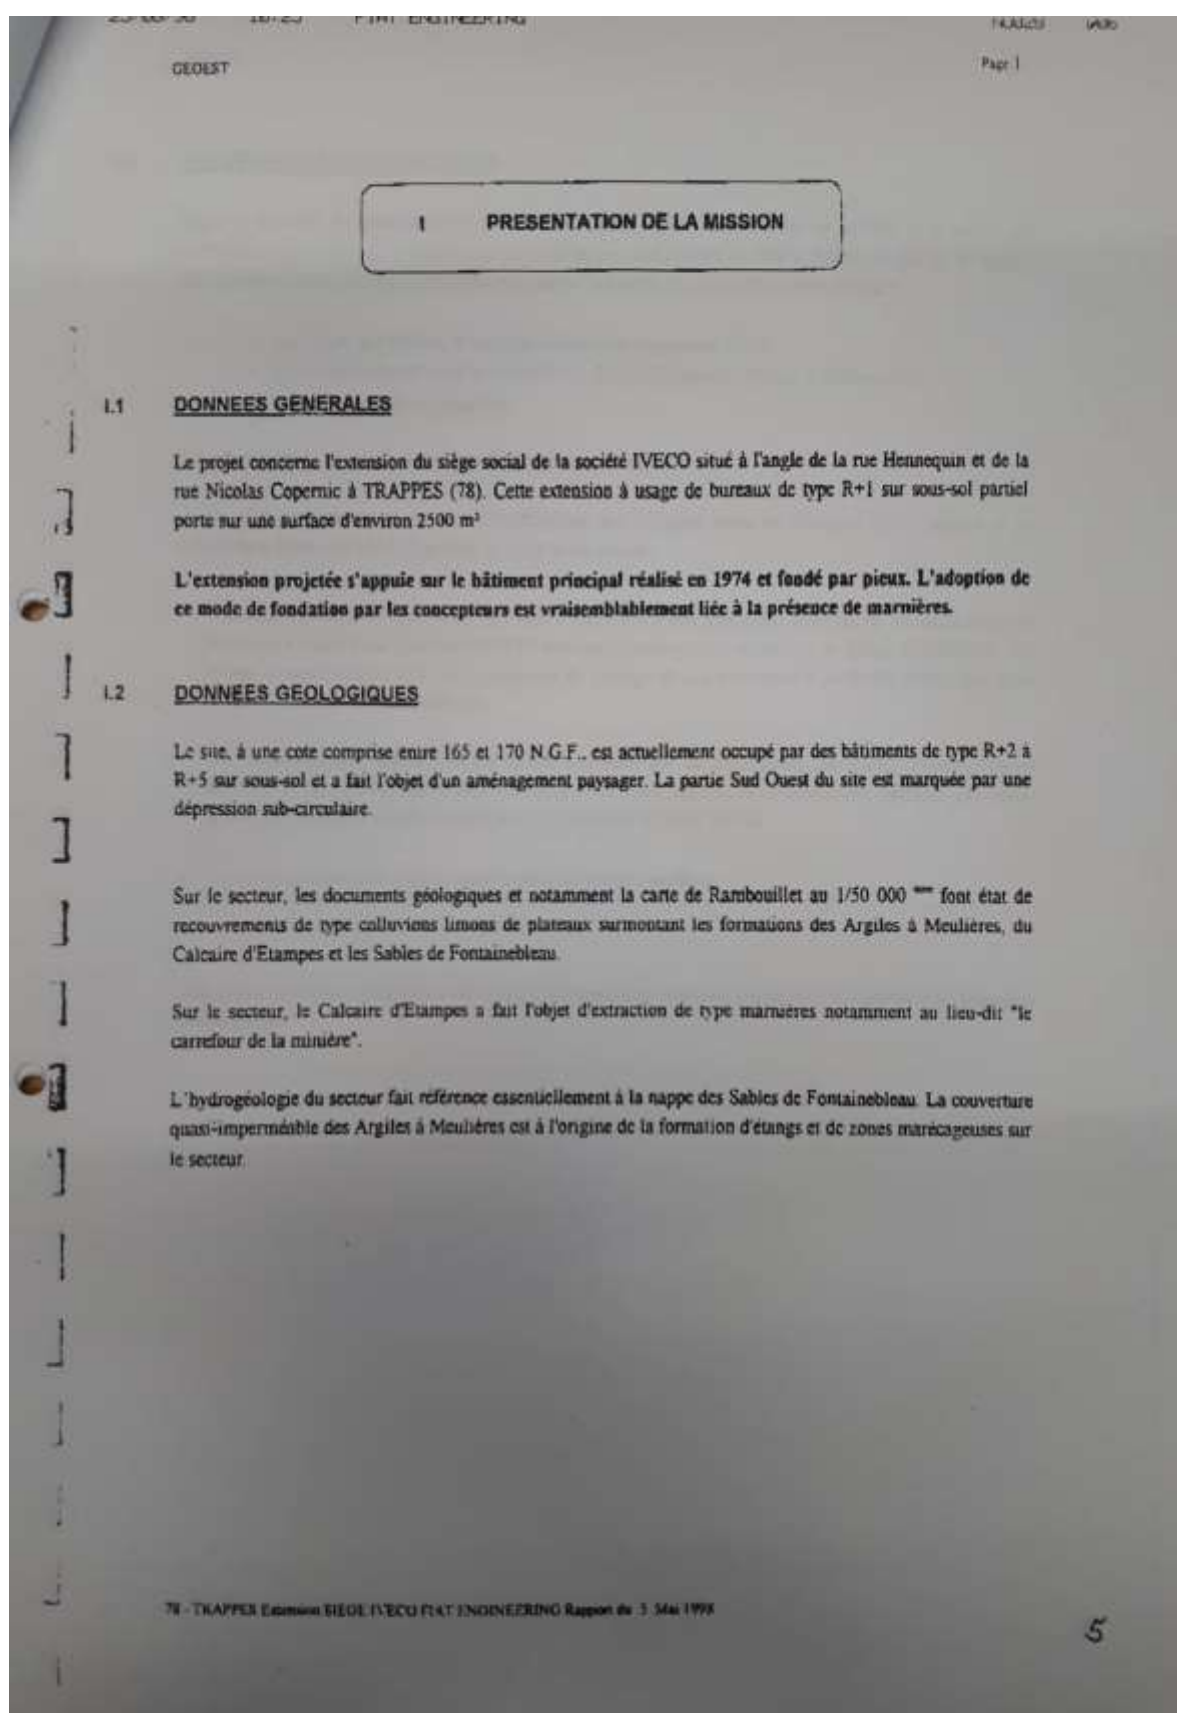 FIAT ENGINEERING
GEOEST
Page 1
I PRESENTATION DE LA MISSION
I.1 DONNEES GENERALES
Le projet concerne l'extension du siège social de la société IVECO situé à l'angle de la rue Hennequin et de la
rue Nicolas Copernic à TRAPPES (78). Cette extension à usage de bureaux de type R+1 sur sous-sol partiel
porte sur une surface d'environ 2500 m²
L'extension projetée s'appuie sur le bâtiment principal réalisé en 1974 et fondé par pieux. L'adoption de
ce mode de fondation par les concepteurs est vraisemblablement liée à la présence de marnières.
I.2 DONNEES GEOLOGIQUES
Le site, à une cote comprise entre 165 et 170 N.G.F., est actuellement occupé par des bâtiments de type R+2 à
R+5 sur sous-sol et a fait l'objet d'un aménagement paysager. La partie Sud Ouest du site est marquée par une
dépression sub-circulaire.
Sur le secteur, les documents géologiques et notamment la carte de Rambouillet au 1/50 000 ème font état de
recouvrements de type colluvions limons de plateaux surmontant les formations des Argiles à Meulières, du
Calcaire d'Etampes et les Sables de Fontainebleau.
Sur le secteur, le Calcaire d'Etampes a fait l'objet d'extraction de type marnières notamment au lieu-dit "le
carrefour de la minière".
L'hydrogéologie du secteur fait référence essentiellement à la nappe des Sables de Fontainebleau. La couverture
quasi-imperméable des Argiles à Meulières est à l'origine de la formation d'étangs et de zones marécageuses sur
le secteur.
78 - TRAPPES Extension SIEGE IVECO FIAT ENGINEERING Rapport du 5 Mai 1998
5